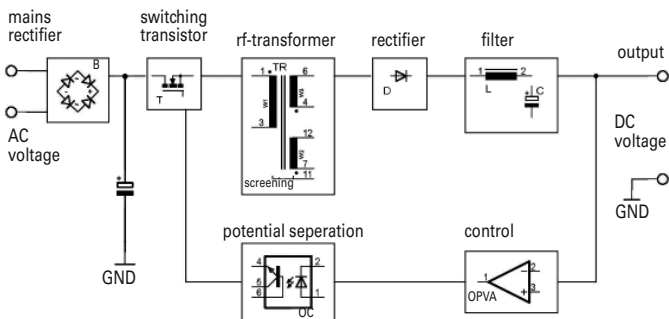 mains
rectifier
switching
transistor
rf-transformer
rectifier
filter
output
B
T
TR
1
6
W1
W3
4
3
12
W2
7
11
screening
D
1
2
L
+
C
AC
voltage
DC
voltage
+
GND
GND
potential seperation
control
4
2
5
6
1
OC
1
2
-
+
3
OPVA